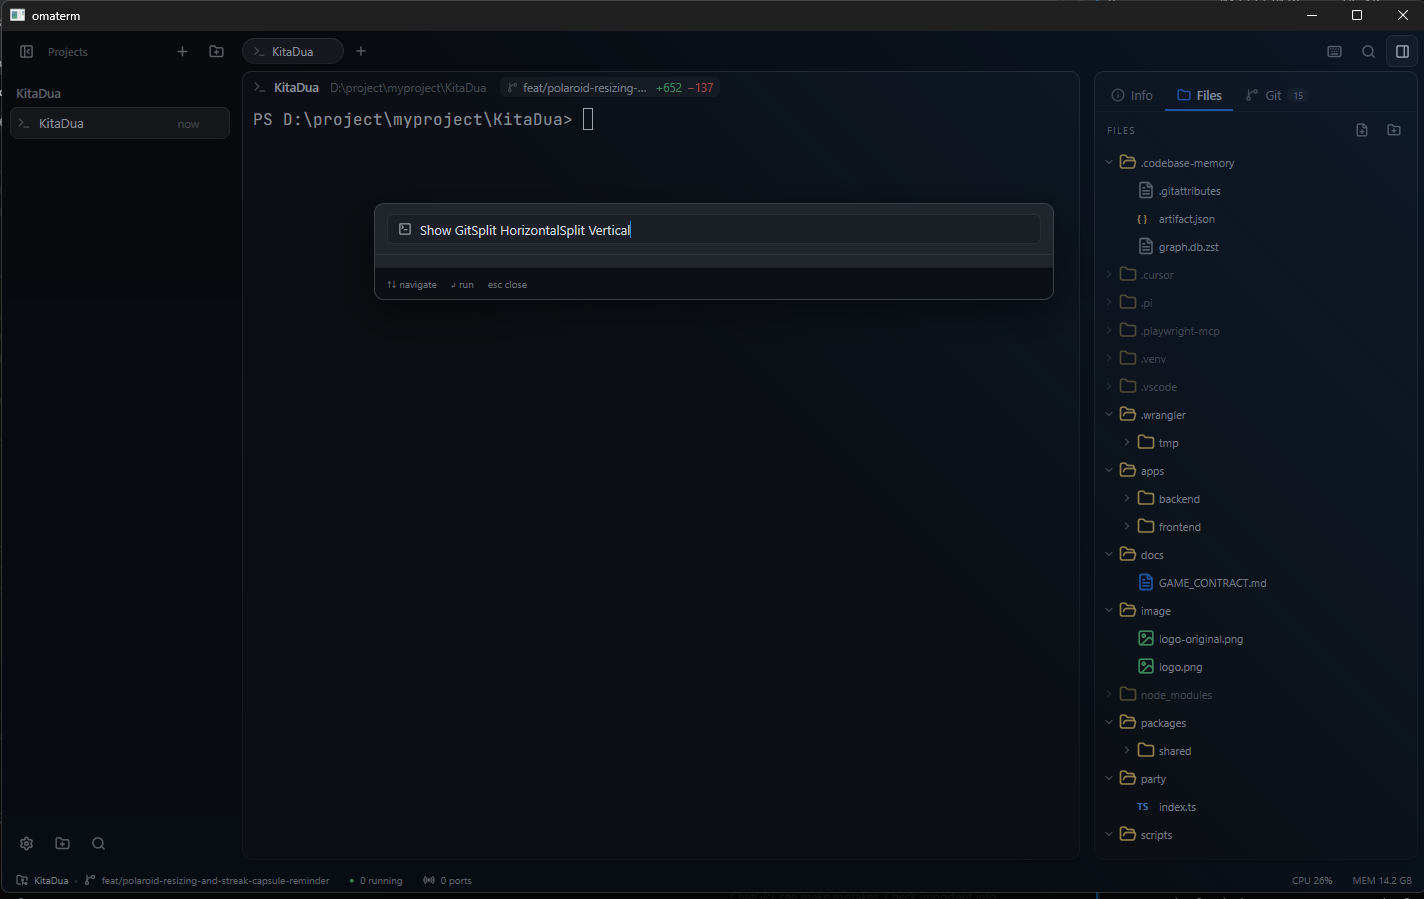 omaterm
Projects
KitaDua
KitaDua
KitaDua now
KitaDua D:\project\myproject\KitaDua feat/polaroid-resizing-... +652 −137
PS D:\project\myproject\KitaDua>
Show GitSplit HorizontalSplit Vertical
↑↓ navigate ↲ run esc close
Info Files Git 15
FILES
.codebase-memory
.gitattributes
{ } artifact.json
graph.db.zst
.cursor
.pi
.playwright-mcp
.venv
.vscode
.wrangler
tmp
apps
backend
frontend
docs
GAME_CONTRACT.md
image
logo-original.png
logo.png
node_modules
packages
shared
party
TS index.ts
scripts
KitaDua › feat/polaroid-resizing-and-streak-capsule-reminder • 0 running 0 ports
CPU 26% MEM 14.2 GB